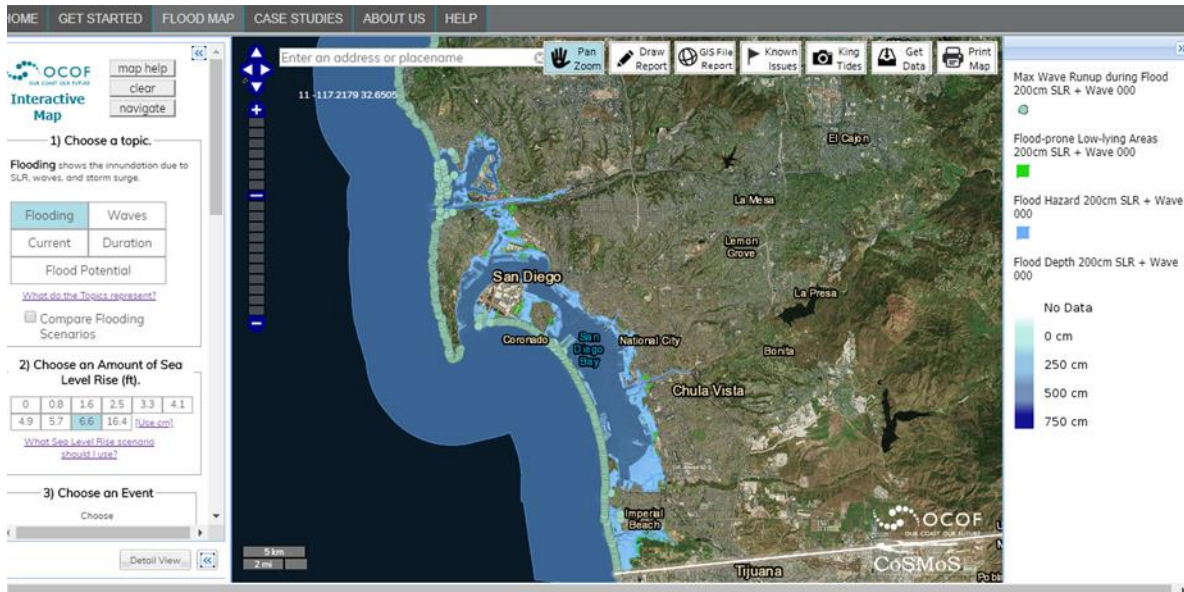 HOME GET STARTED FLOOD MAP CASE STUDIES ABOUT US HELP
OCOF
OUR COAST OUR FUTURE
Interactive
Map
map help
clear
navigate
1) Choose a topic.
Flooding shows the innundation due to
SLR, waves, and storm surge.
Flooding Waves
Current Duration
Flood Potential
What do the Topics represent?
Compare Flooding
Scenarios
2) Choose an Amount of Sea
Level Rise (ft).
0 0.8 1.6 2.5 3.3 4.1
4.9 5.7 6.6 16.4 [Use cm]
What Sea Level Rise scenario
should I use?
3) Choose an Event
Choose
Detail View
Enter an address or placename
Pan
Zoom
Draw
Report
GIS File
Report
Known
Issues
King
Tides
Get
Data
Print
Map
11 -117.2179 32.6505
El Cajon
La Mesa
Lemon
Grove
San Diego
La Presa
Coronado
San
Diego
Bay
National City
Bonita
Chula Vista
Imperial
Beach
Tijuana
5 km
2 mi
OCOF
OUR COAST OUR FUTURE
CoSMoS
Max Wave Runup during Flood
200cm SLR + Wave 000
Flood-prone Low-lying Areas
200cm SLR + Wave 000
Flood Hazard 200cm SLR + Wave
000
Flood Depth 200cm SLR + Wave
000
No Data
0 cm
250 cm
500 cm
750 cm